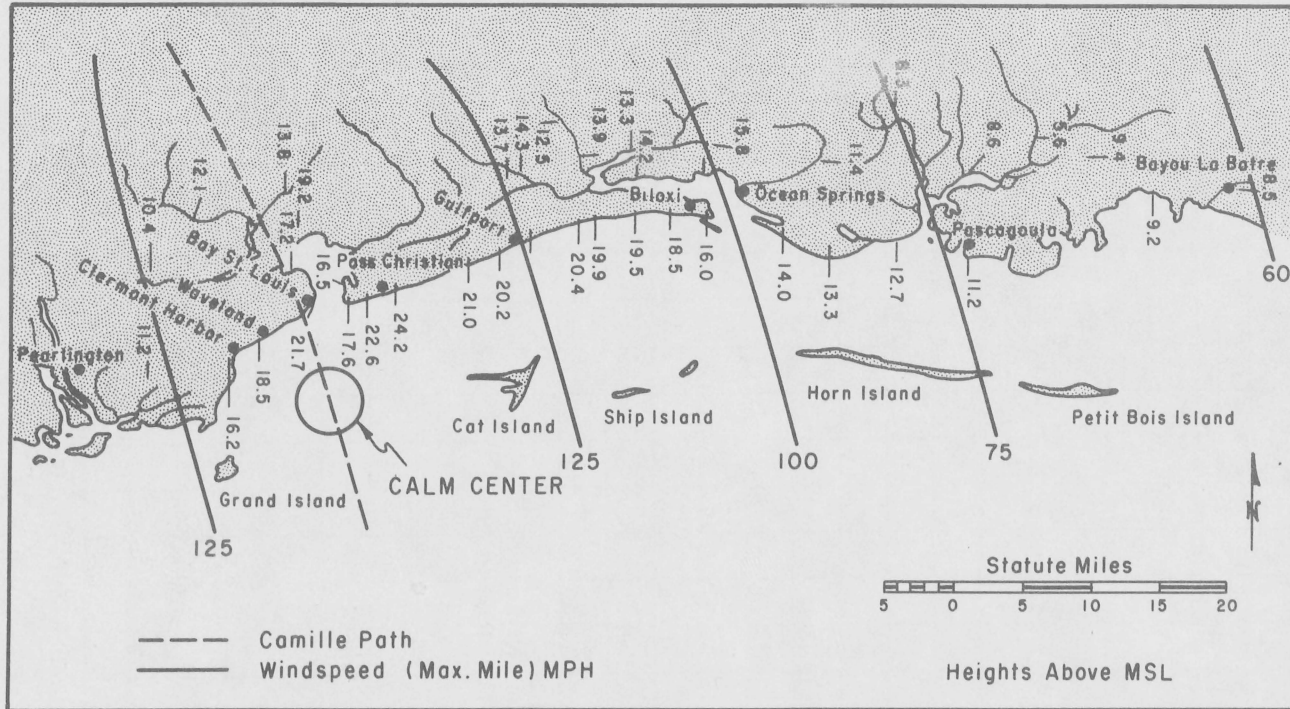 10.4
12.1
13.8
19.2
17.2
16.5
Bay St. Louis
Waveland
Clermont Harbor
Pearlington
11.2
16.2
18.5
21.7
17.6
22.6
24.2
Pass Christian
Gulfport
21.0
20.2
13.7
14.3
12.5
13.9
13.3
14.2
20.4
19.9
19.5
18.5
16.0
Biloxi
15.8
Ocean Springs
14.0
13.3
11.4
12.7
8.3
8.6
5.6
9.4
Pascagoula
11.2
9.2
Bayou La Batre
8.5
60
Cat Island
Ship Island
Horn Island
Petit Bois Island
Grand Island
CALM CENTER
125
125
100
75
N
Statute Miles
5 0 5 10 15 20
Camille Path
Windspeed (Max. Mile) MPH
Heights Above MSL